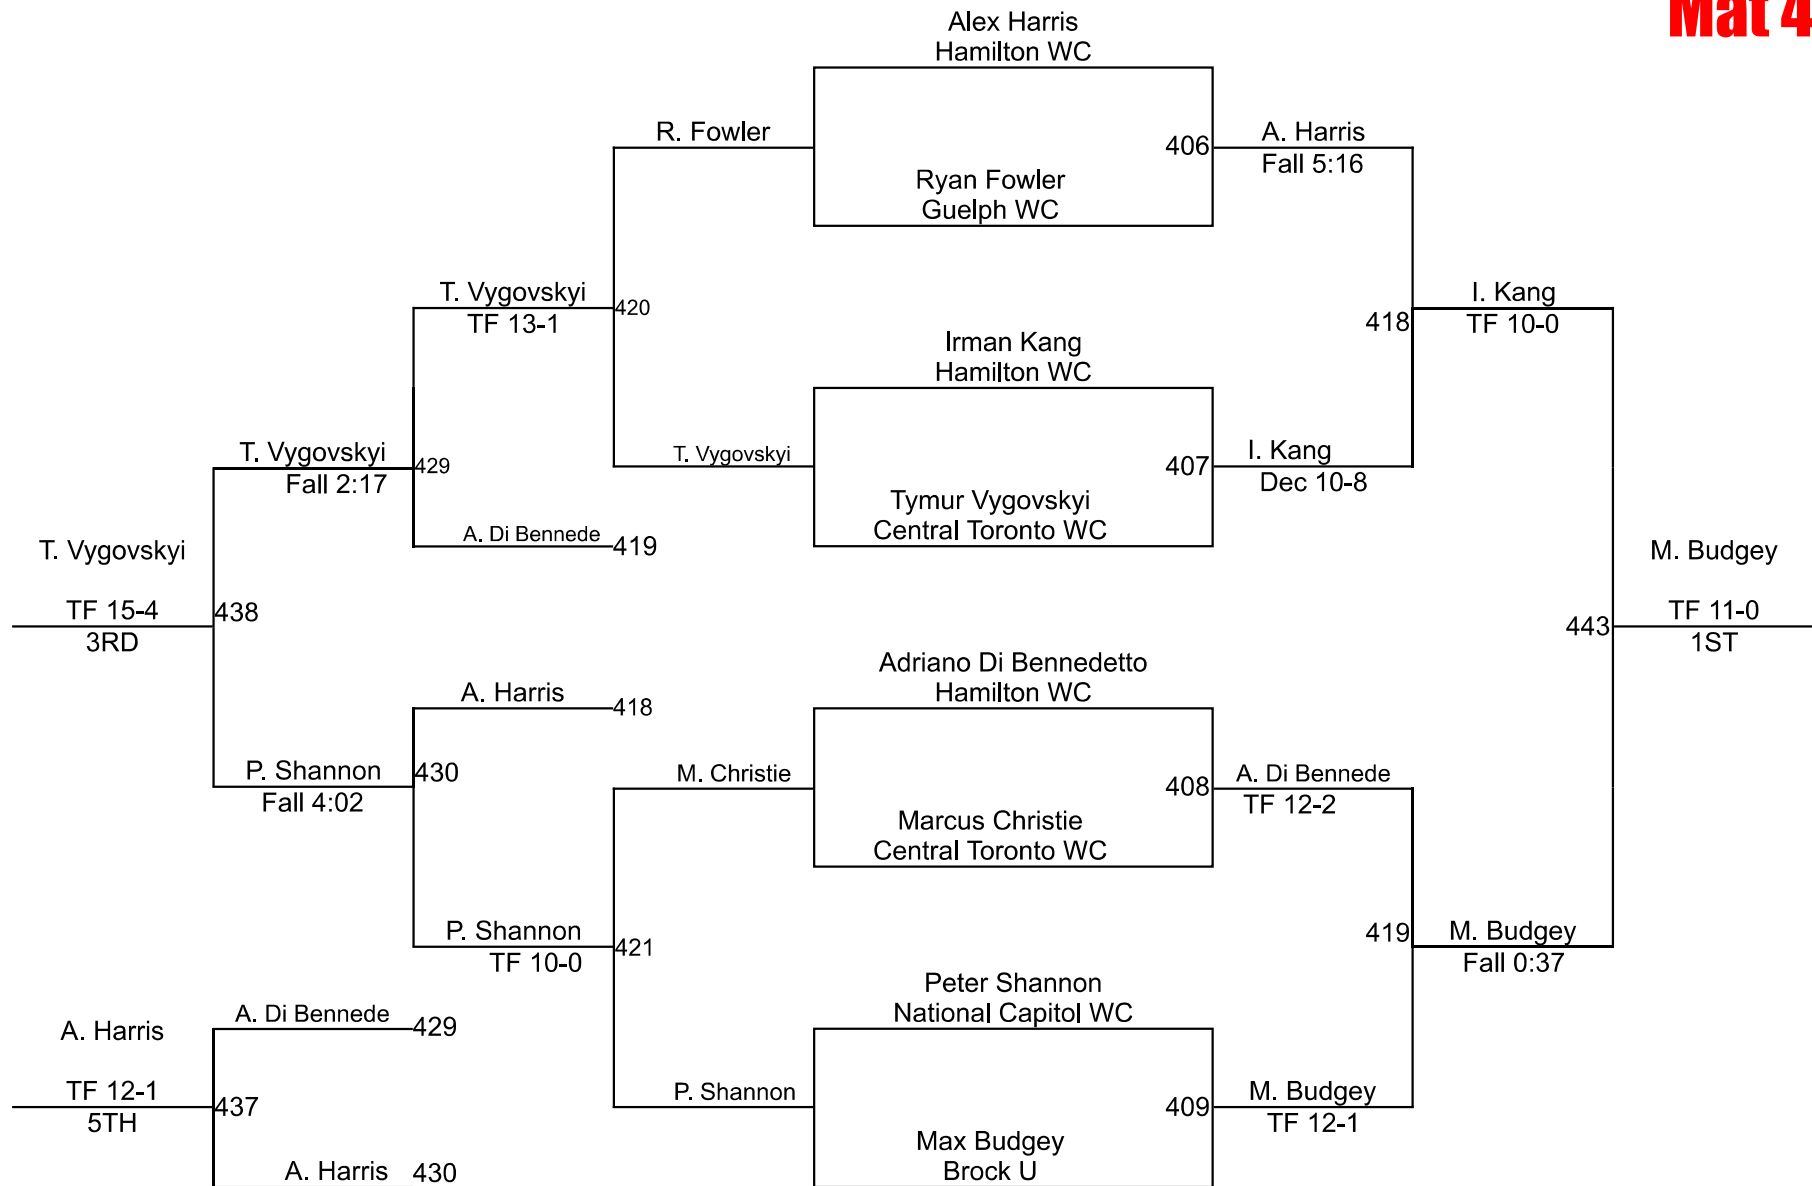 Mat 4
Alex Harris
Hamilton WC
R. Fowler
406
A. Harris
Fall 5:16
Ryan Fowler
Guelph WC
T. Vygovskyi
TF 13-1
420
I. Kang
TF 10-0
418
Irman Kang
Hamilton WC
T. Vygovskyi
Fall 2:17
429
T. Vygovskyi
407
I. Kang
Dec 10-8
Tymur Vygovskyi
Central Toronto WC
A. Di Bennede
419
T. Vygovskyi
TF 15-4
3RD
438
M. Budgey
TF 11-0
1ST
443
Adriano Di Bennedetto
Hamilton WC
A. Harris
418
P. Shannon
Fall 4:02
430
M. Christie
408
A. Di Bennede
TF 12-2
Marcus Christie
Central Toronto WC
P. Shannon
TF 10-0
421
419
M. Budgey
Fall 0:37
Peter Shannon
National Capitol WC
A. Di Bennede
429
A. Harris
TF 12-1
5TH
437
P. Shannon
409
M. Budgey
TF 12-1
Max Budgey
Brock U
A. Harris
430